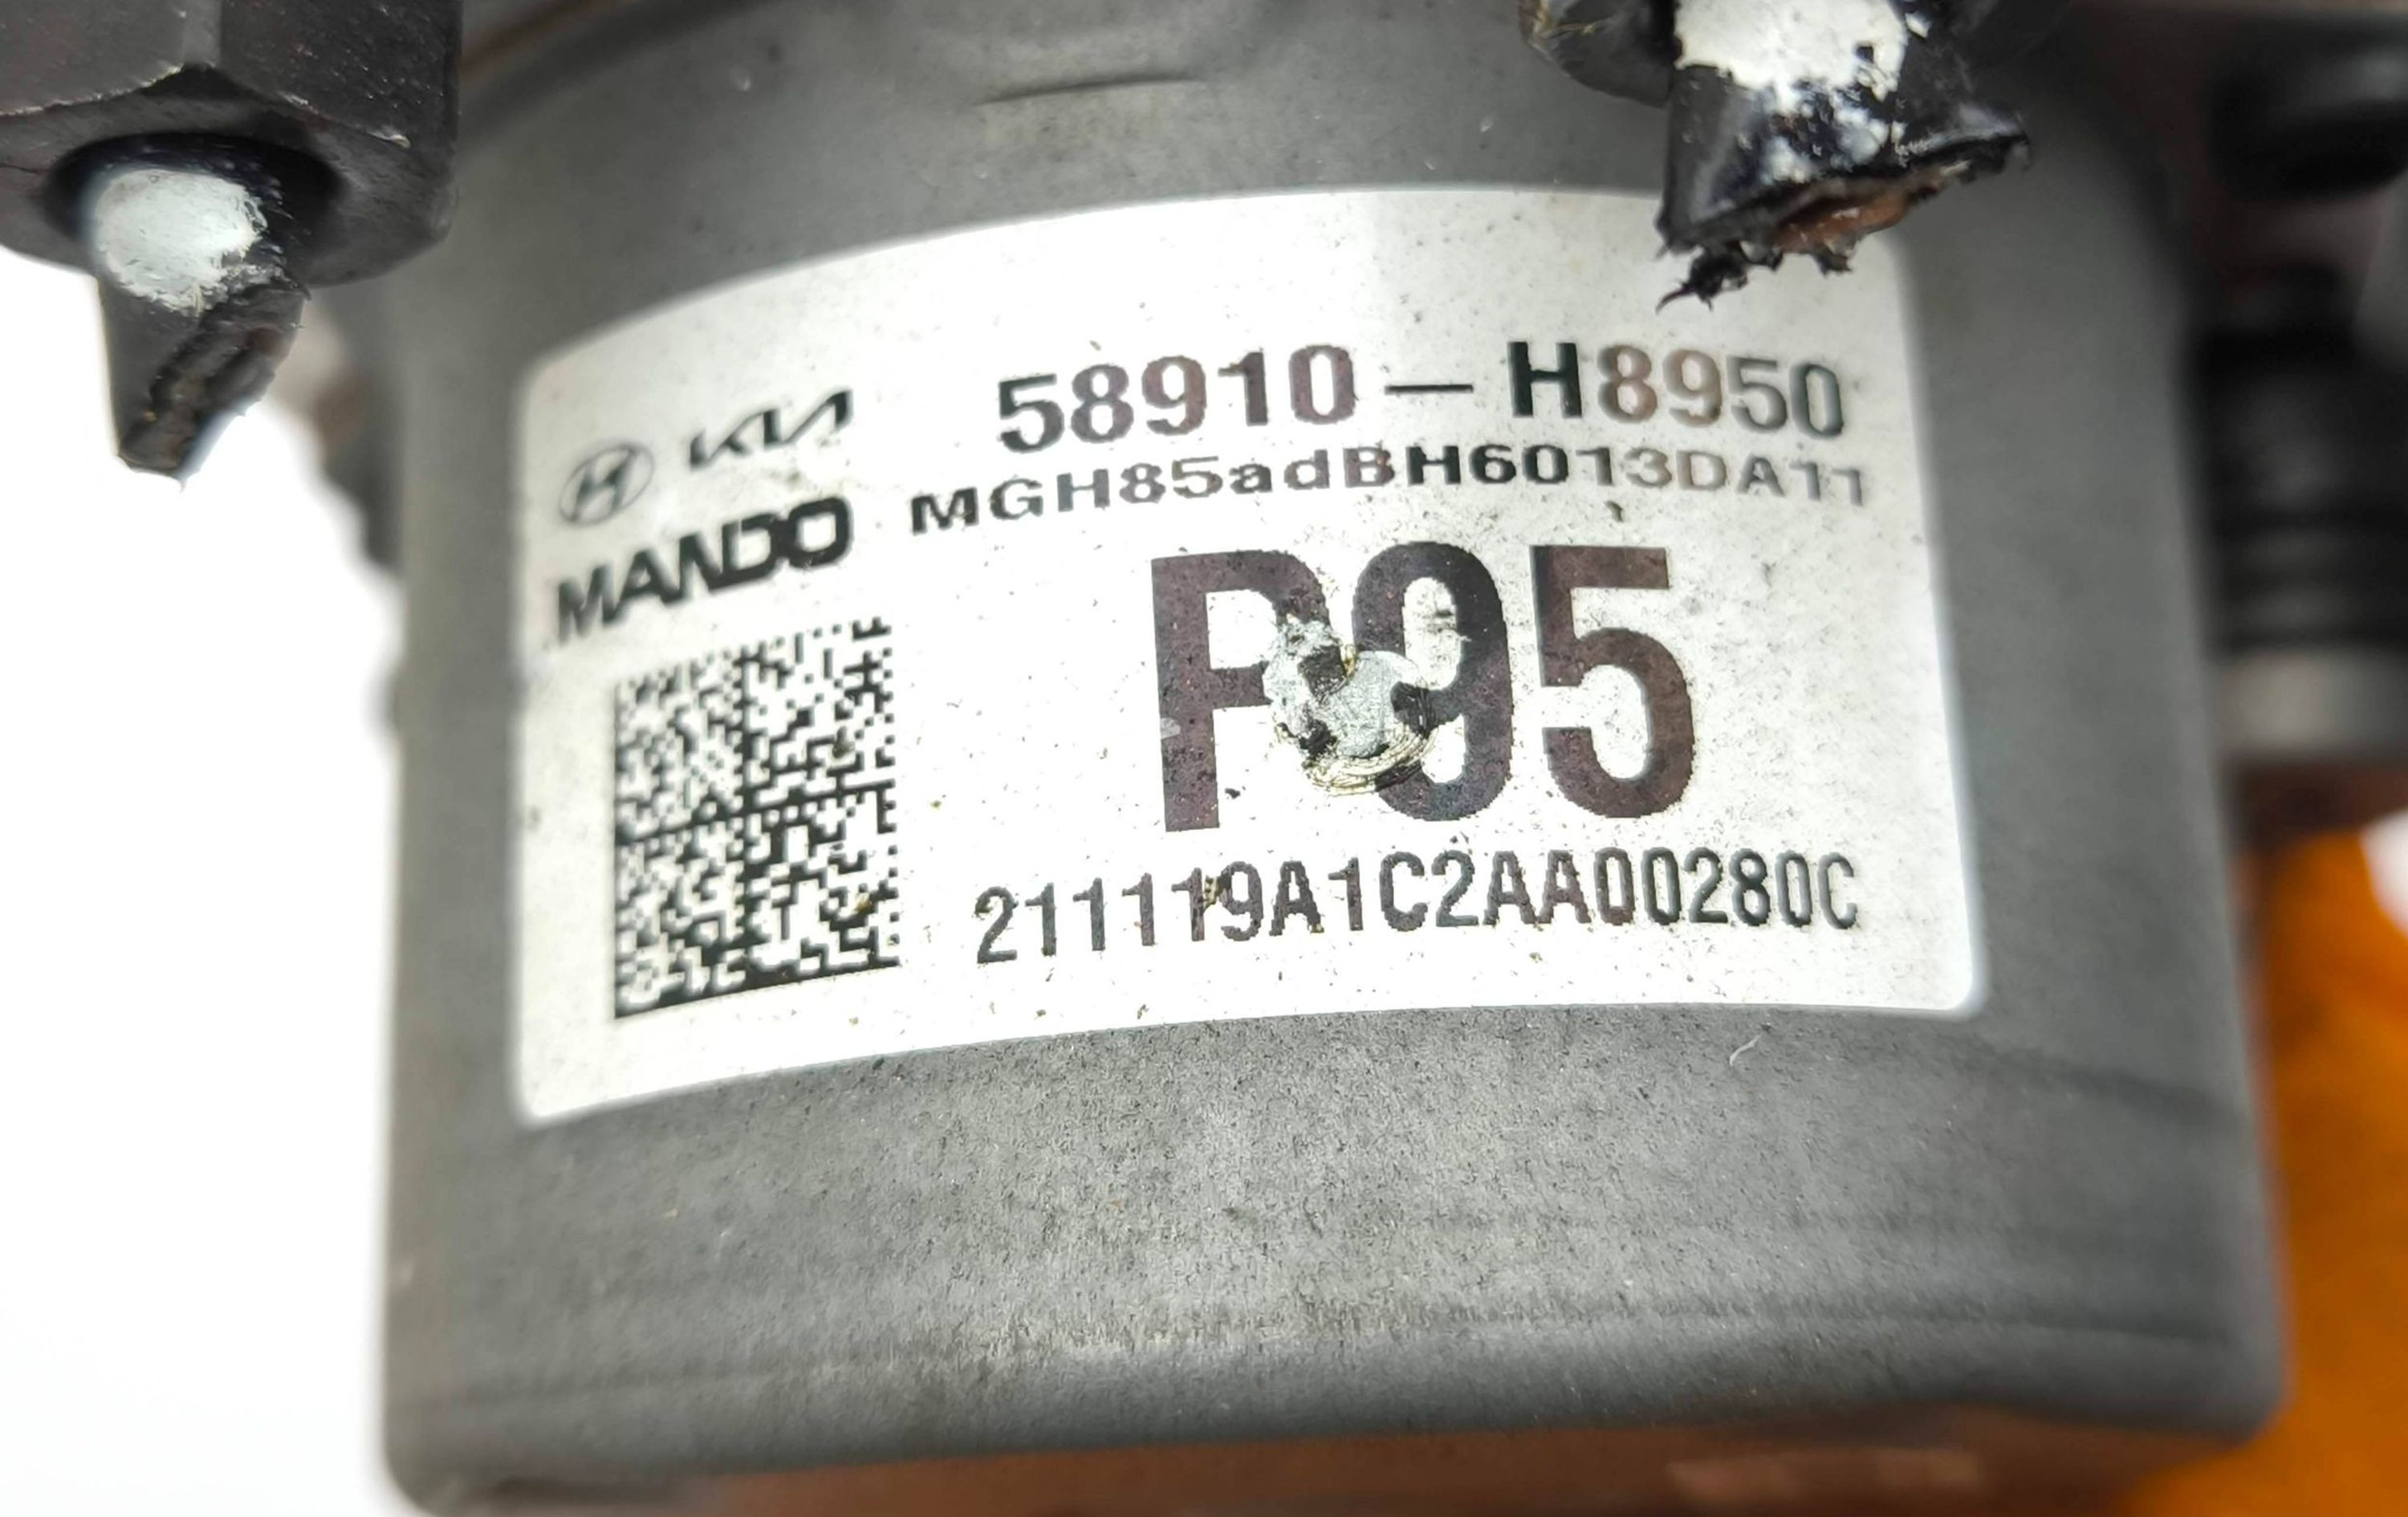 KIA 58910-H8950
MANDO MGH85adBH6013DA11
P95
211119A1C2AA00280C